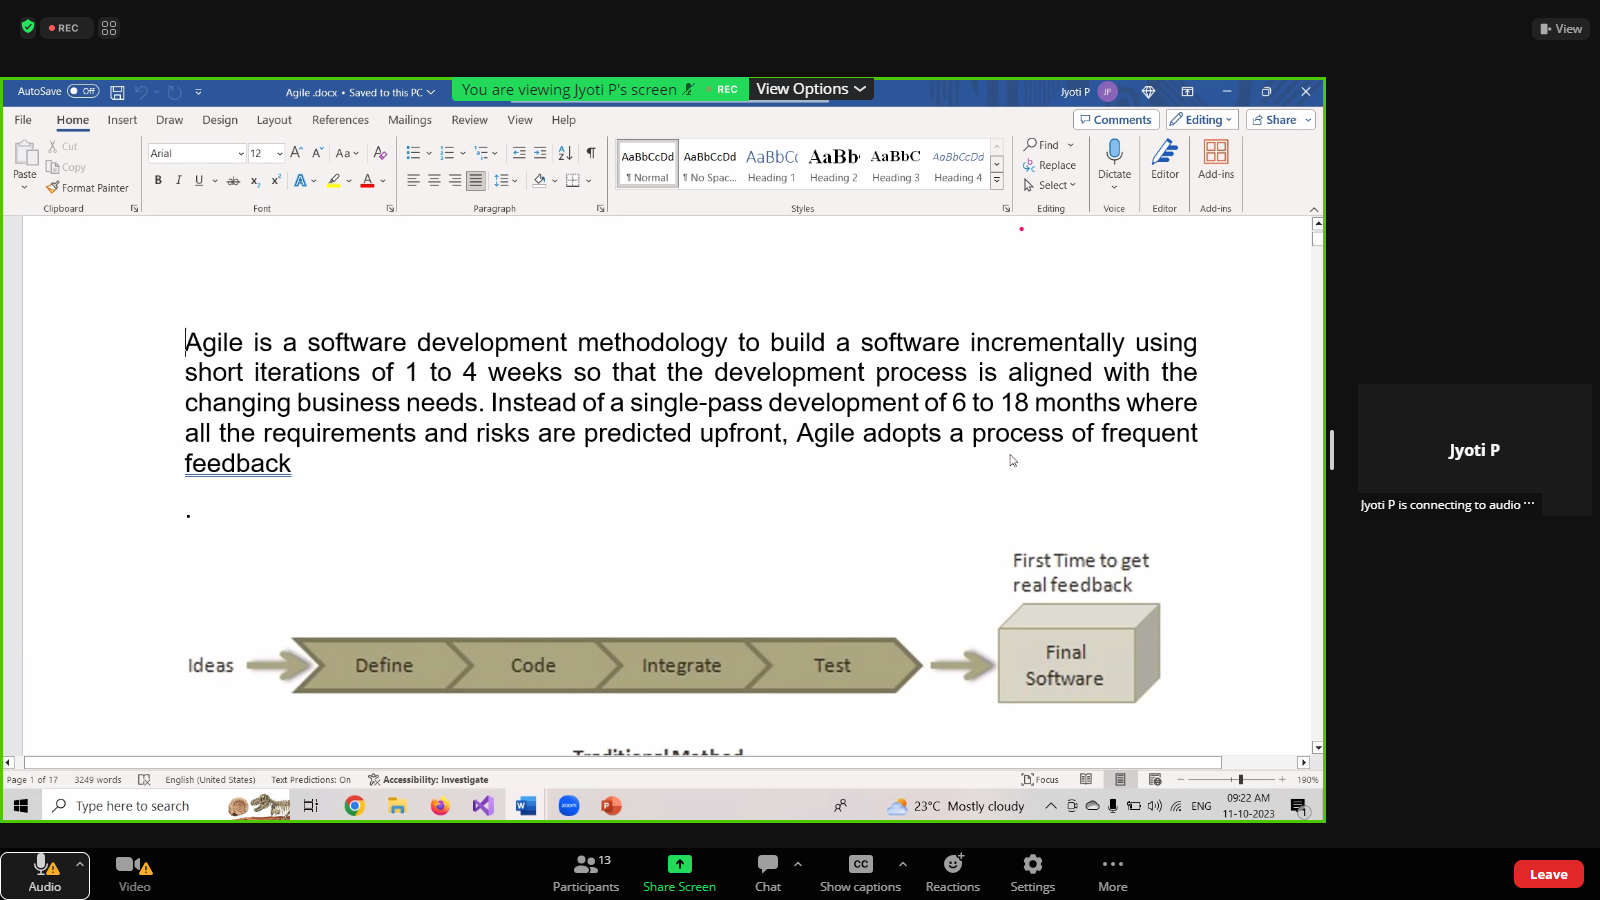 REC
View
AutoSave Off
Agile .docx • Saved to this PC
You are viewing Jyoti P's screen
REC
View Options
Jyoti P
JP
File Home Insert Draw Design Layout References Mailings Review View Help
Comments
Editing
Share
Paste
Cut
Copy
Format Painter
Clipboard
Arial
12
Aa
B I U ab x₂ x² A A
Font
Paragraph
AaBbCcDd
¶ Normal
AaBbCcDd
¶ No Spac...
AaBbCc
Heading 1
AaBb
Heading 2
AaBbC
Heading 3
AaBbCcDd
Heading 4
Styles
Find
Replace
Select
Editing
Dictate
Voice
Editor
Editor
Add-ins
Add-ins
Agile is a software development methodology to build a software incrementally using
short iterations of 1 to 4 weeks so that the development process is aligned with the
changing business needs. Instead of a single-pass development of 6 to 18 months where
all the requirements and risks are predicted upfront, Agile adopts a process of frequent
feedback
.
First Time to get
real feedback
Ideas
Define
Code
Integrate
Test
Final
Software
Traditional Method
Jyoti P
Jyoti P is connecting to audio ...
Page 1 of 17
3249 words
English (United States)
Text Predictions: On
Accessibility: Investigate
Focus
190%
Type here to search
zoom
23°C Mostly cloudy
ENG
09:22 AM
11-10-2023
1
Audio
Video
13
Participants
Share Screen
Chat
CC
Show captions
Reactions
Settings
More
Leave